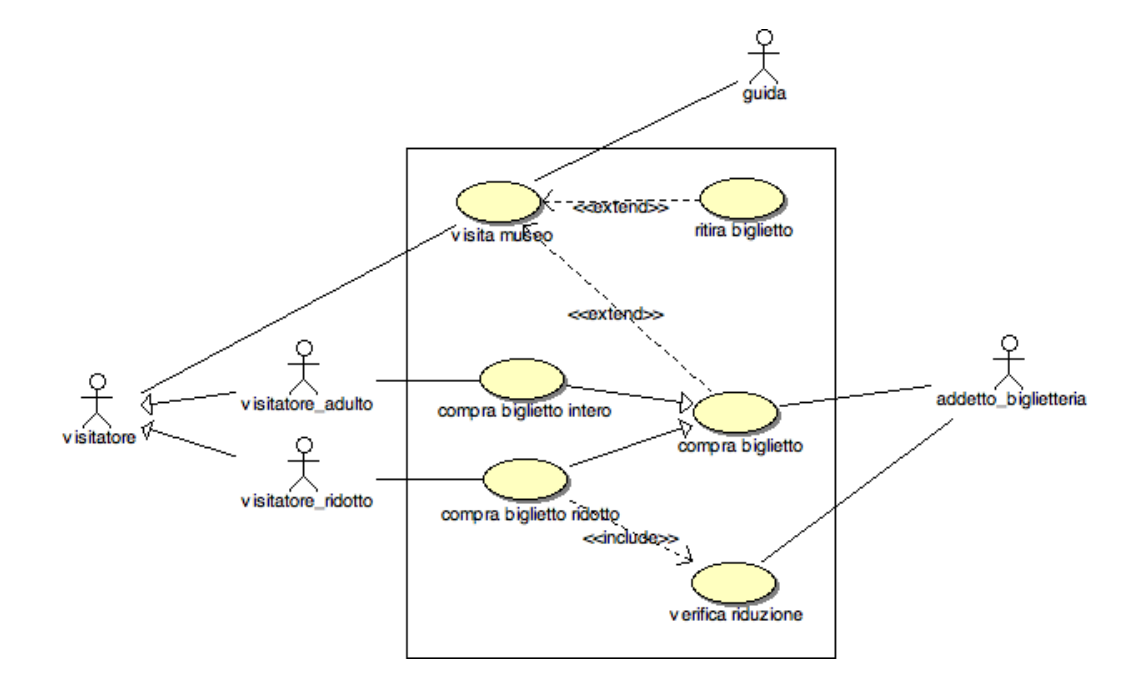 guida
<<extend>>
ritira biglietto
visita museo
<<extend>>
visitatore_adulto
compra biglietto intero
addetto_biglietteria
visitatore
compra biglietto
visitatore_ridotto
compra biglietto ridotto
<<include>>
verifica riduzione